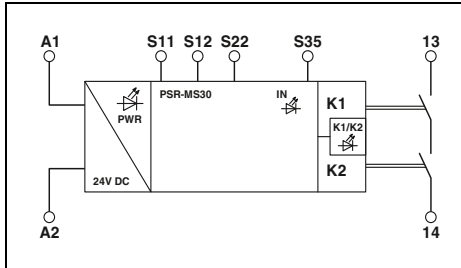 A1 S11 S12 S22 S35 13
PSR-MS30 IN K1
PWR K1/K2
24V DC K2
A2 14